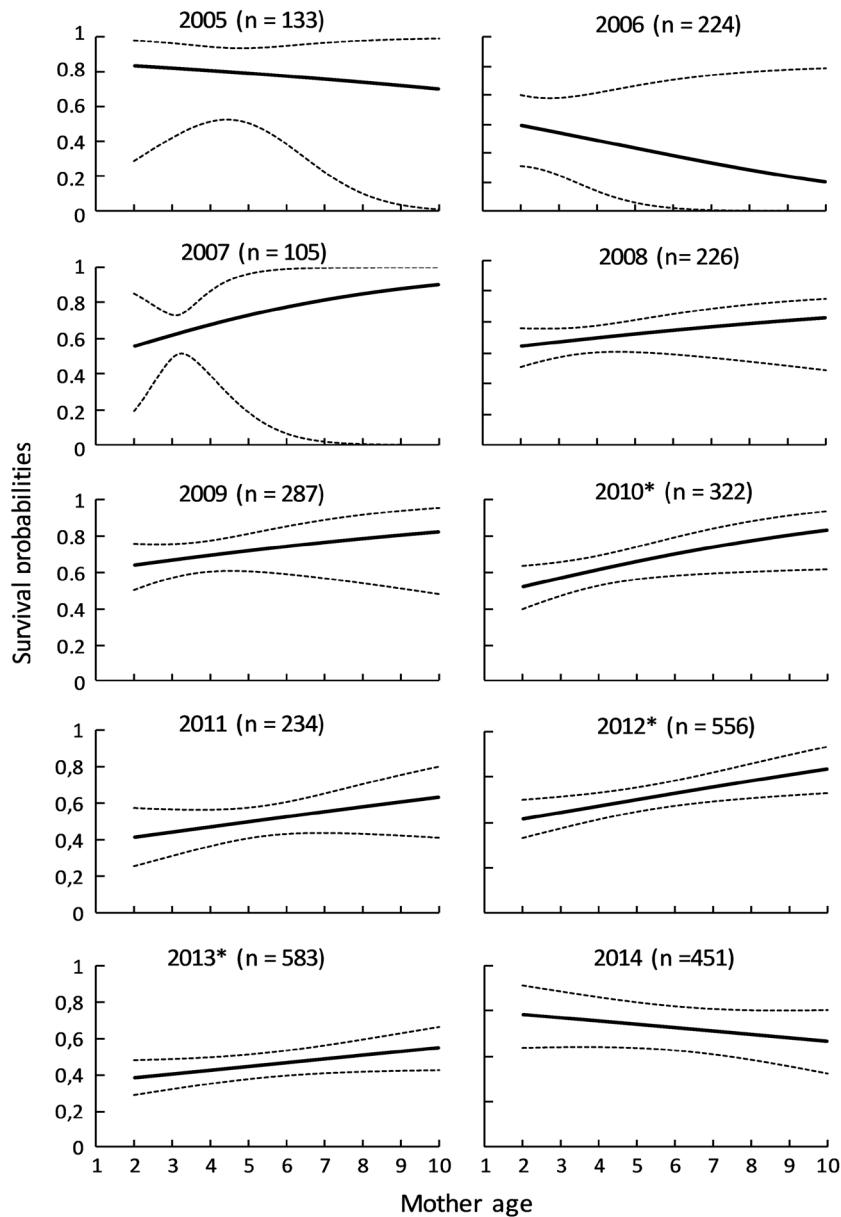 2005 (n = 133)
1
0.8
0.6
0.4
0.2
0
2006 (n = 224)
2007 (n = 105)
1
0.8
0.6
0.4
0.2
0
2008 (n= 226)
2009 (n = 287)
1
0.8
0.6
0.4
0.2
0
2010* (n = 322)
2011 (n = 234)
1
0,8
0,6
0,4
0,2
0
2012* (n = 556)
2013* (n = 583)
1
0,8
0,6
0,4
0,2
0
2014 (n =451)
1 2 3 4 5 6 7 8 9 10
1 2 3 4 5 6 7 8 9 10
Survival probabilities
Mother age